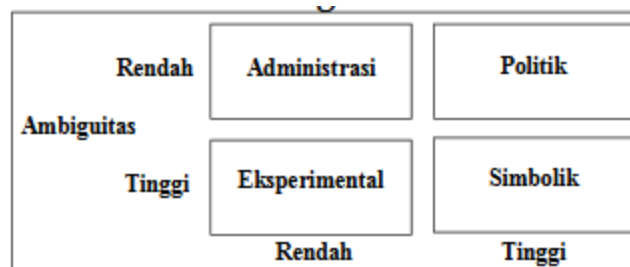 Rendah Administrasi Politik
Ambiguitas
Tinggi Eksperimental Simbolik
Rendah Tinggi